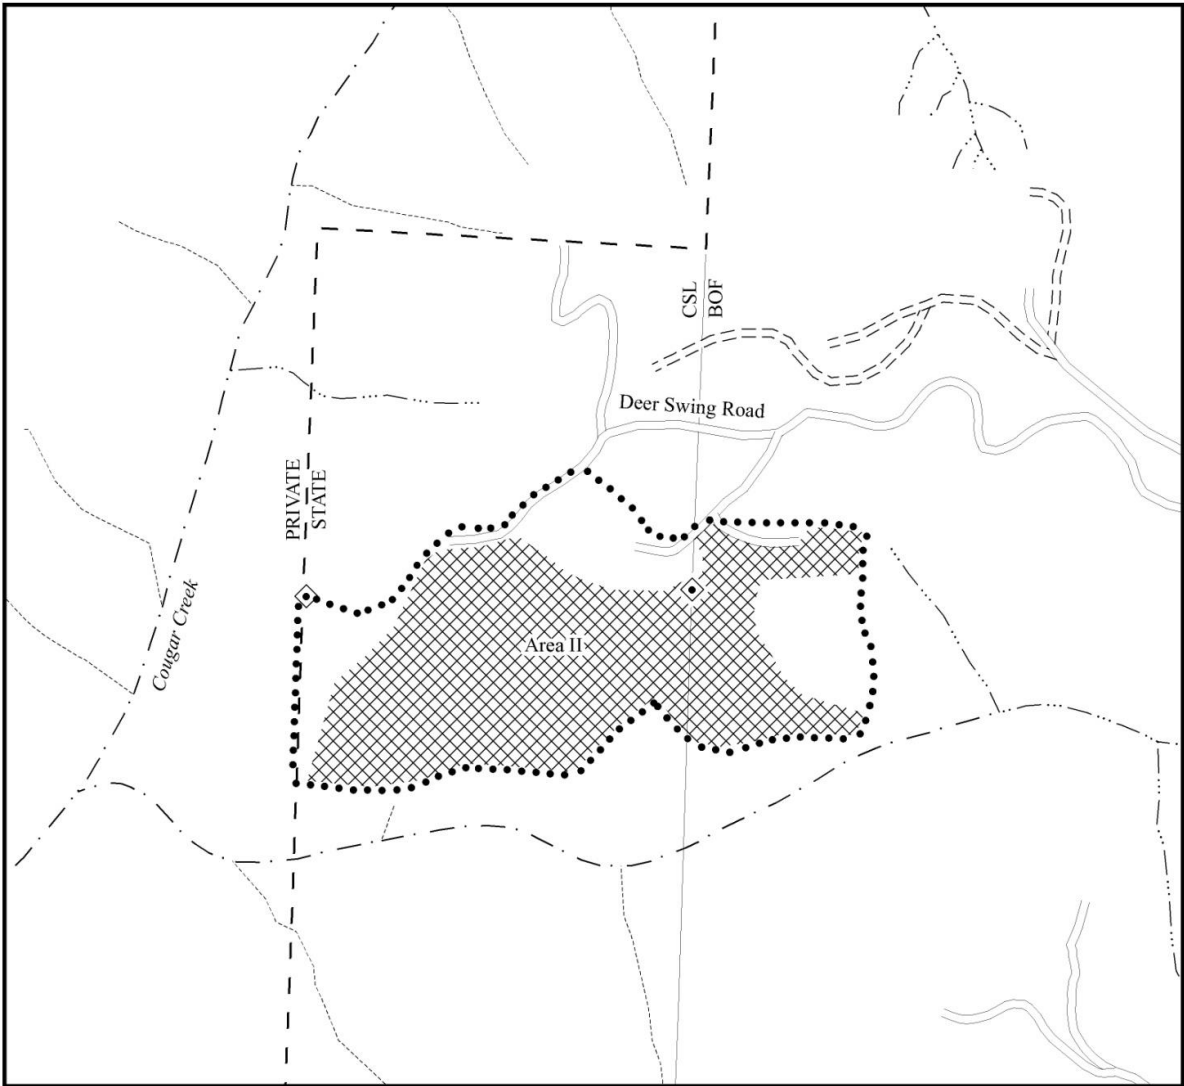 CSL
BOF
Deer Swing Road
PRIVATE
STATE
Cougar Creek
Area II